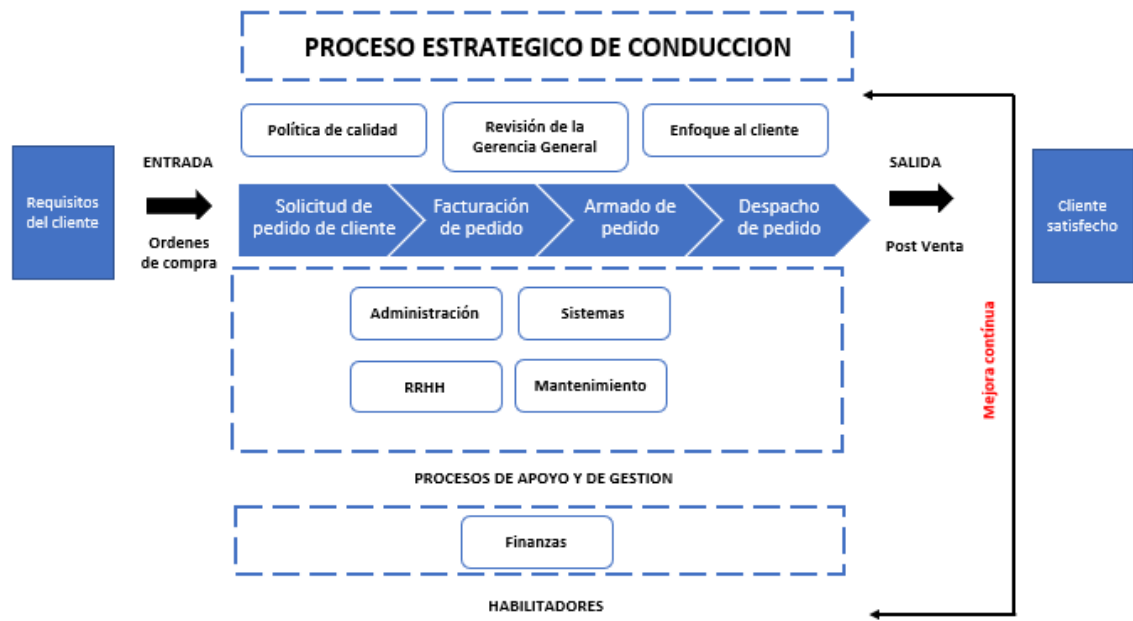 PROCESO ESTRATEGICO DE CONDUCCION
Política de calidad
Revisión de la
Gerencia General
Enfoque al cliente
Requisitos
del cliente
ENTRADA
Ordenes
de compra
Solicitud de
pedido de cliente
Facturación
de pedido
Armado de
pedido
Despacho
de pedido
SALIDA
Post Venta
Cliente
satisfecho
Administración
Sistemas
RRHH
Mantenimiento
Mejora contínua
PROCESOS DE APOYO Y DE GESTION
Finanzas
HABILITADORES